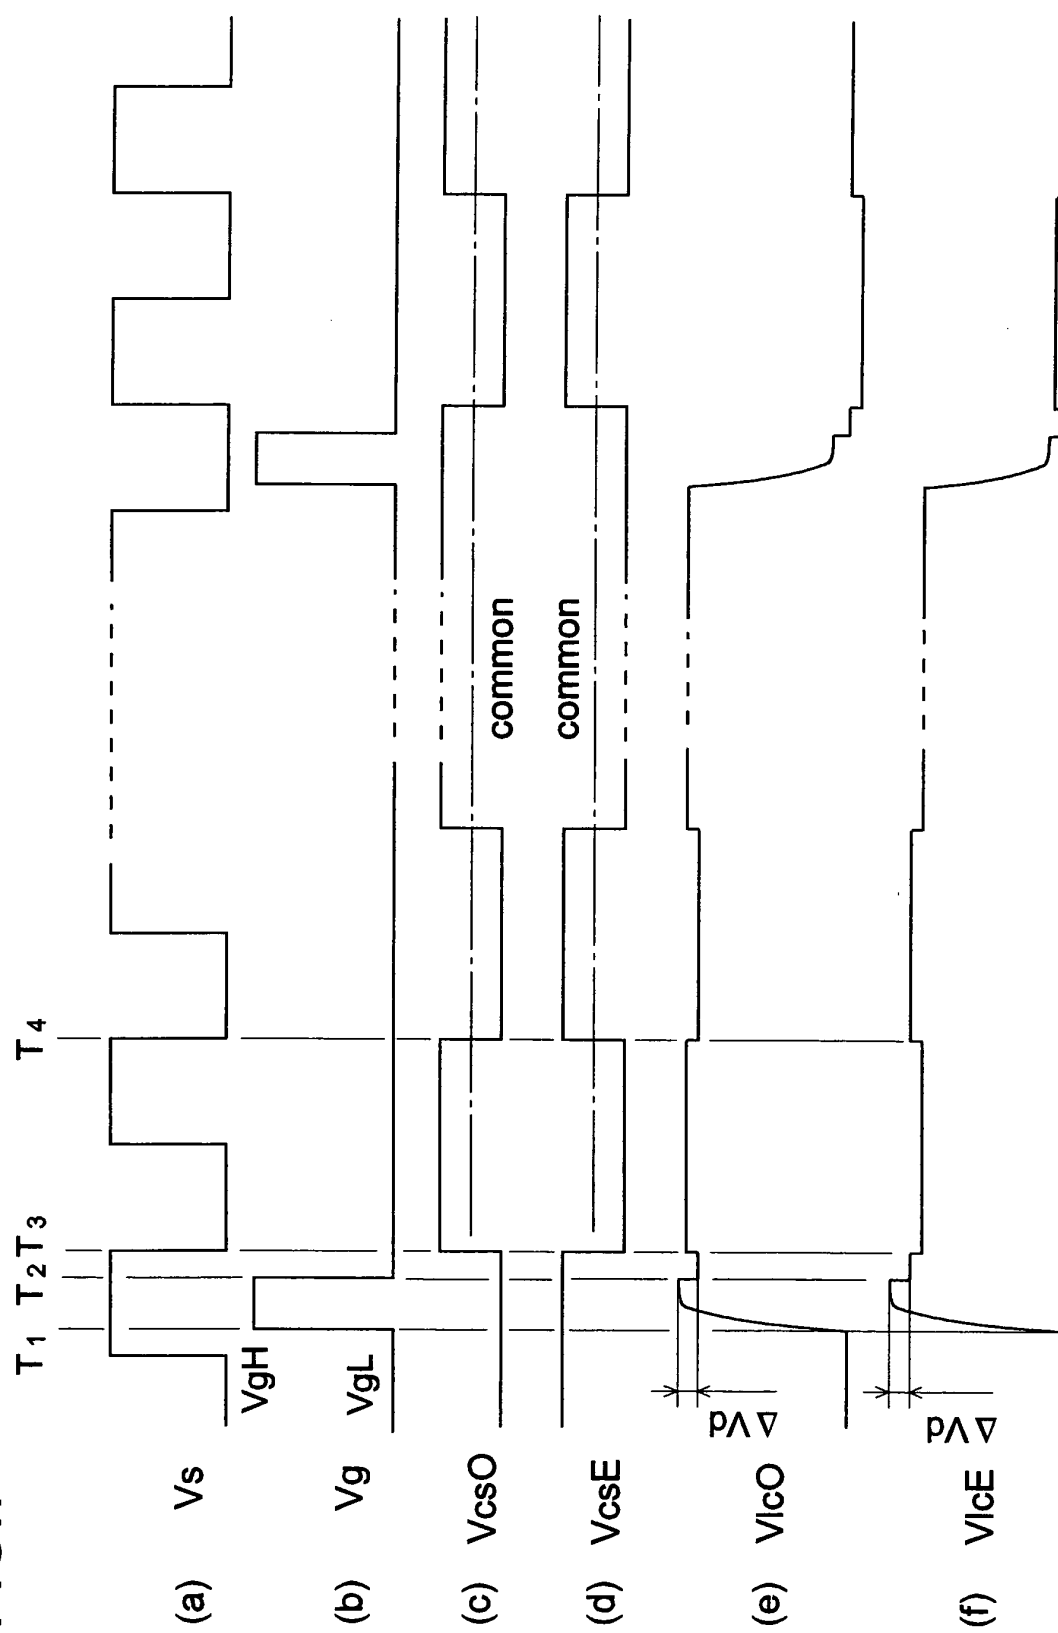 T1 T2 T3 T4
(a) Vs
VgH
(b) Vg VgL
(c) VcsO
common
common
(d) VcsE
ΔVd
(e) VlcO
ΔVd
(f) VlcE